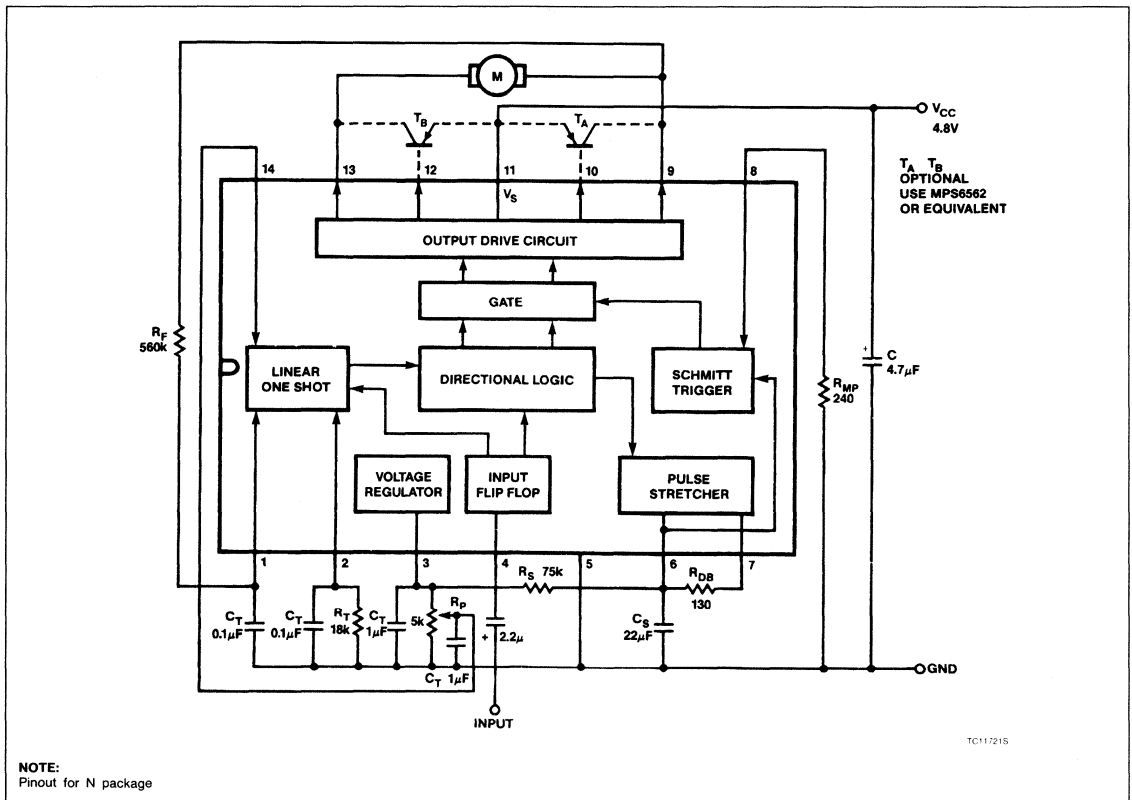 M
T_B
T_A
V_CC
4.8V
T_A T_B
OPTIONAL
USE MPS6562
OR EQUIVALENT
14
13
12
11
10
9
8
V_S
OUTPUT DRIVE CIRCUIT
GATE
R_F
560k
LINEAR
ONE SHOT
DIRECTIONAL LOGIC
SCHMITT
TRIGGER
+
C
4.7μF
R_MP
240
VOLTAGE
REGULATOR
INPUT
FLIP FLOP
PULSE
STRETCHER
1
2
3
4
5
6
7
R_S 75k
R_DB
130
C_T
0.1μF
C_T
0.1μF
R_T
18k
C_T
1μF
5k
R_P
+
2.2μ
C_S
22μF
C_T 1μF
GND
INPUT
TC11721S
NOTE:
Pinout for N package